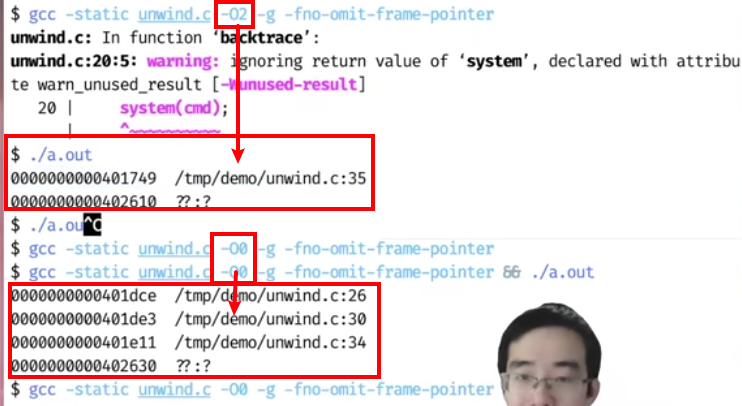 $ gcc -static unwind.c -O2 -g -fno-omit-frame-pointer
unwind.c: In function ‘backtrace’:
unwind.c:20:5: warning: ignoring return value of ‘system’, declared with attribu
te warn_unused_result [-Wunused-result]
20 | system(cmd);
| ^~~~~~~~~~~
$ ./a.out
0000000000401749 /tmp/demo/unwind.c:35
0000000000402610 ??:?
$ ./a.ou^C
$ gcc -static unwind.c -O0 -g -fno-omit-frame-pointer
$ gcc -static unwind.c -O0 -g -fno-omit-frame-pointer && ./a.out
0000000000401dce /tmp/demo/unwind.c:26
0000000000401de3 /tmp/demo/unwind.c:30
0000000000401e11 /tmp/demo/unwind.c:34
0000000000402630 ??:?
$ gcc -static unwind.c -O0 -g -fno-omit-frame-pointer